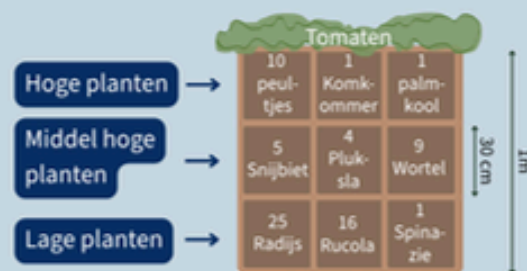 Tomaten
Hoge planten
10
peul-
tjes
1
Komk-
ommer
1
palm-
kool
Middel hoge
planten
5
Snijbiet
4
Pluk-
sla
9
Wortel
30 cm
1m
Lage planten
25
Radijs
16
Rucola
1
Spina-
zie